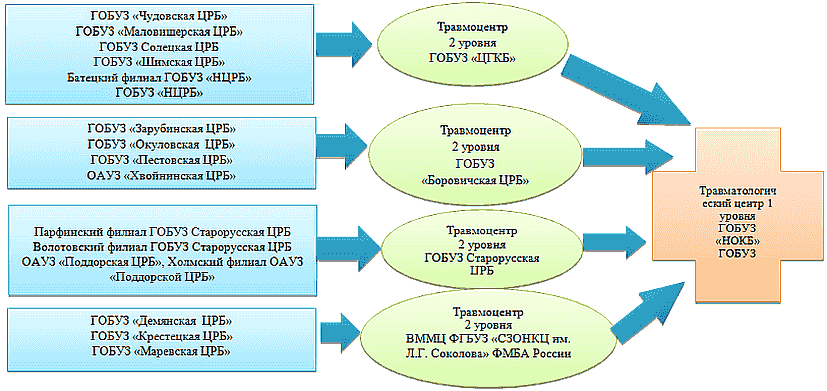 ГОБУЗ «Чудовская ЦРБ»
ГОБУЗ «Маловишерская ЦРБ»
ГОБУЗ Солецкая ЦРБ
ГОБУЗ «Шимская ЦРБ»
Батецкий филиал ГОБУЗ «НЦРБ»
ГОБУЗ «НЦРБ»
Травмоцентр
2 уровня
ГОБУЗ «ЦГКБ»
ГОБУЗ «Зарубинская ЦРБ»
ГОБУЗ «Окуловская ЦРБ»
ГОБУЗ «Пестовская ЦРБ»
ОАУЗ «Хвойнинская ЦРБ»
Травмоцентр
2 уровня
ГОБУЗ
«Боровичская ЦРБ»
Парфинский филиал ГОБУЗ Старорусская ЦРБ
Волотовский филиал ГОБУЗ Старорусская ЦРБ
ОАУЗ «Поддорская ЦРБ», Холмский филиал ОАУЗ
«Поддорской ЦРБ»
Травмоцентр
2 уровня
ГОБУЗ Старорусская
ЦРБ
ГОБУЗ «Демянская ЦРБ»
ГОБУЗ «Крестецкая ЦРБ»
ГОБУЗ «Маревская ЦРБ»
Травмоцентр
2 уровня
ВММЦ ФГБУЗ «СЗОНКЦ им.
Л.Г. Соколова» ФМБА России
Травматологич
еский центр 1
уровня
ГОБУЗ
«НОКБ»
ГОБУЗ